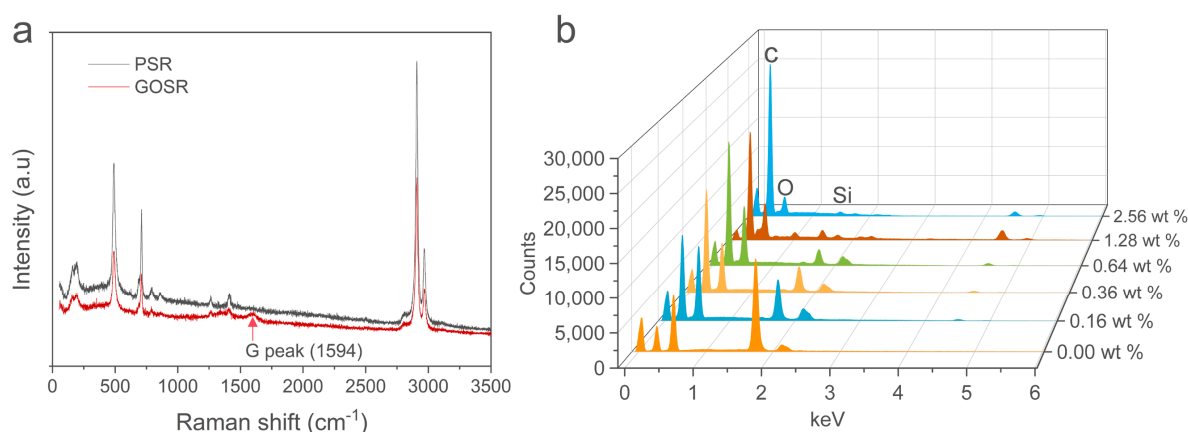 a
PSR
GOSR
G peak (1594)
Intensity (a.u)
0 500 1000 1500 2000 2500 3000 3500
Raman shift (cm⁻¹)
b
C
O
Si
30,000
25,000
20,000
15,000
10,000
5,000
0
Counts
0 1 2 3 4 5 6
keV
2.56 wt %
1.28 wt %
0.64 wt %
0.36 wt %
0.16 wt %
0.00 wt %